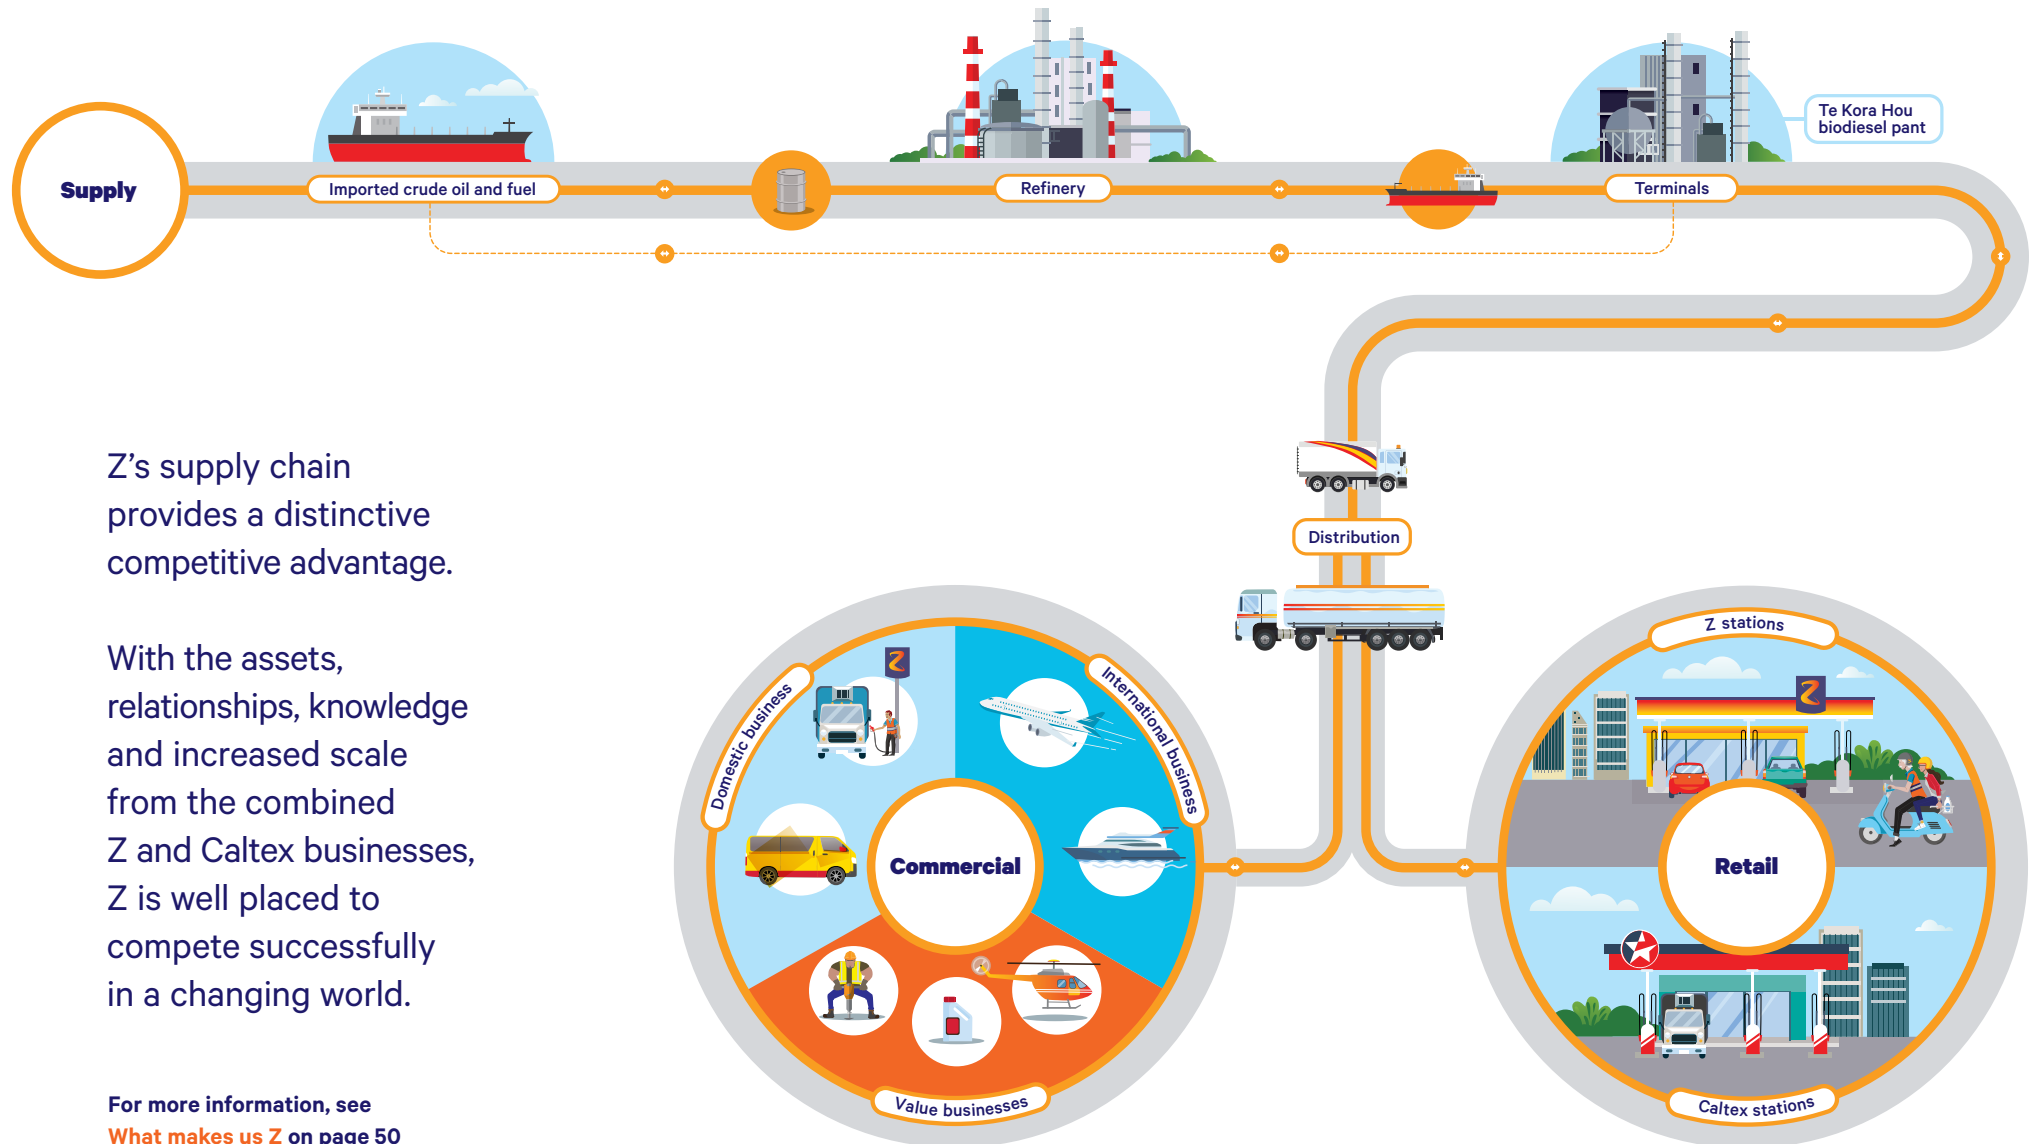 Supply
Imported crude oil and fuel
Refinery
Terminals
Te Kora Hou
biodiesel pant
Distribution
Z's supply chain
provides a distinctive
competitive advantage.
With the assets,
relationships, knowledge
and increased scale
from the combined
Z and Caltex businesses,
Z is well placed to
compete successfully
in a changing world.
For more information, see
What makes us Z on page 50
Domestic business
International business
Commercial
Value businesses
Z stations
Retail
Caltex stations